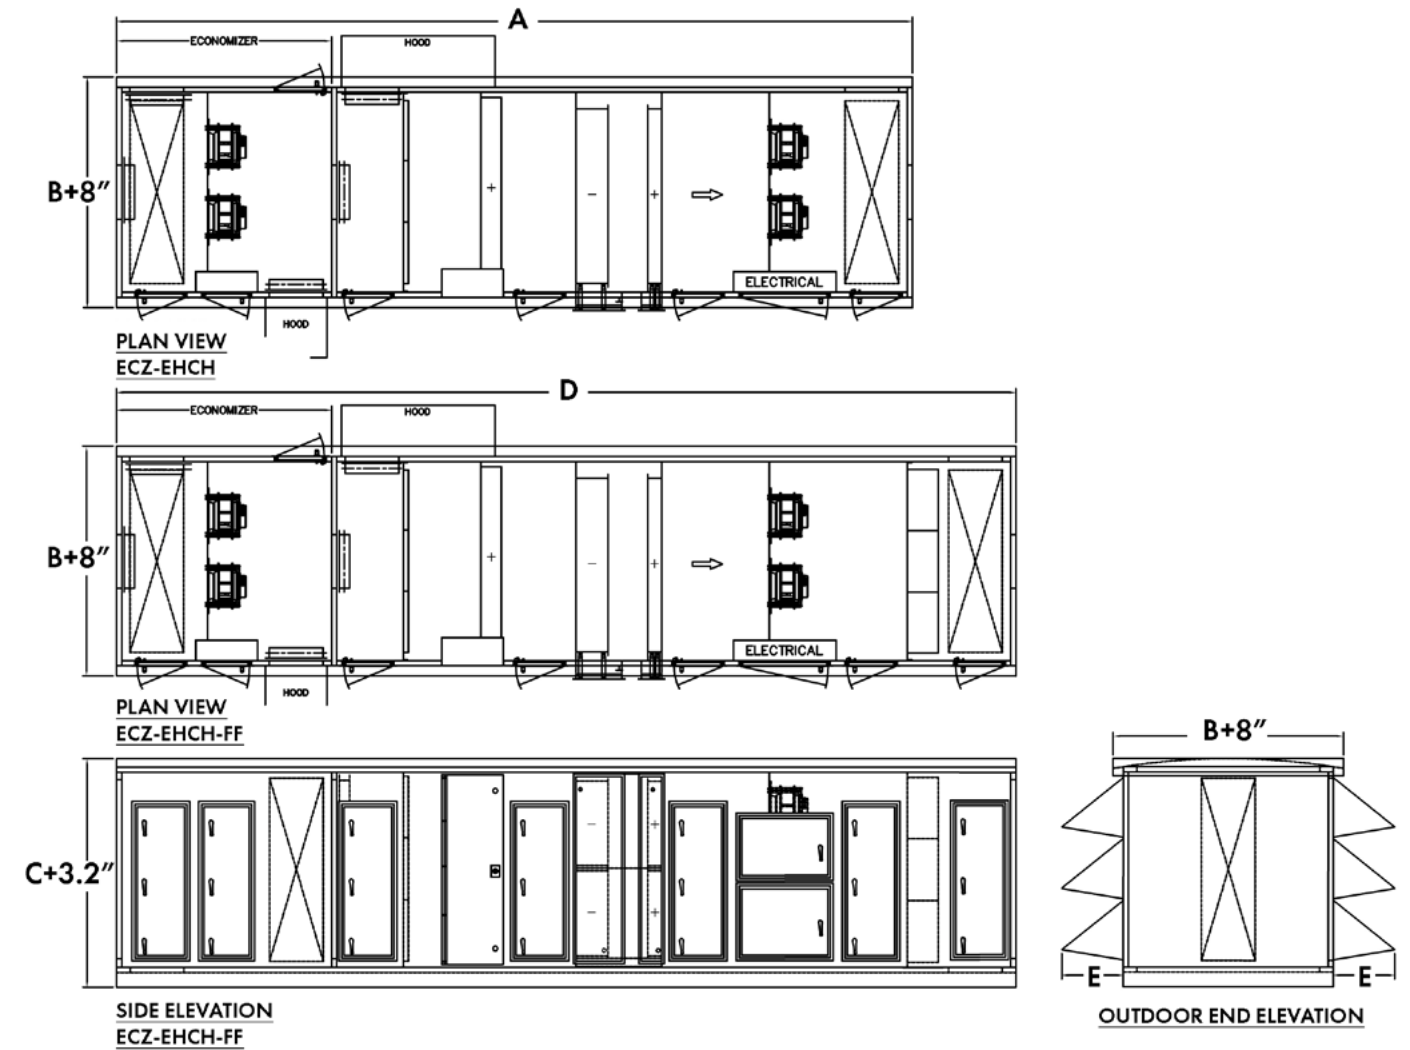 A
ECONOMIZER
HOOD
B+8"
+
−
+
ELECTRICAL
HOOD
PLAN VIEW
ECZ-EHCH
D
ECONOMIZER
HOOD
B+8"
+
−
+
ELECTRICAL
HOOD
PLAN VIEW
ECZ-EHCH-FF
B+8"
C+3.2"
−
+
−
+
E
E
SIDE ELEVATION
ECZ-EHCH-FF
OUTDOOR END ELEVATION